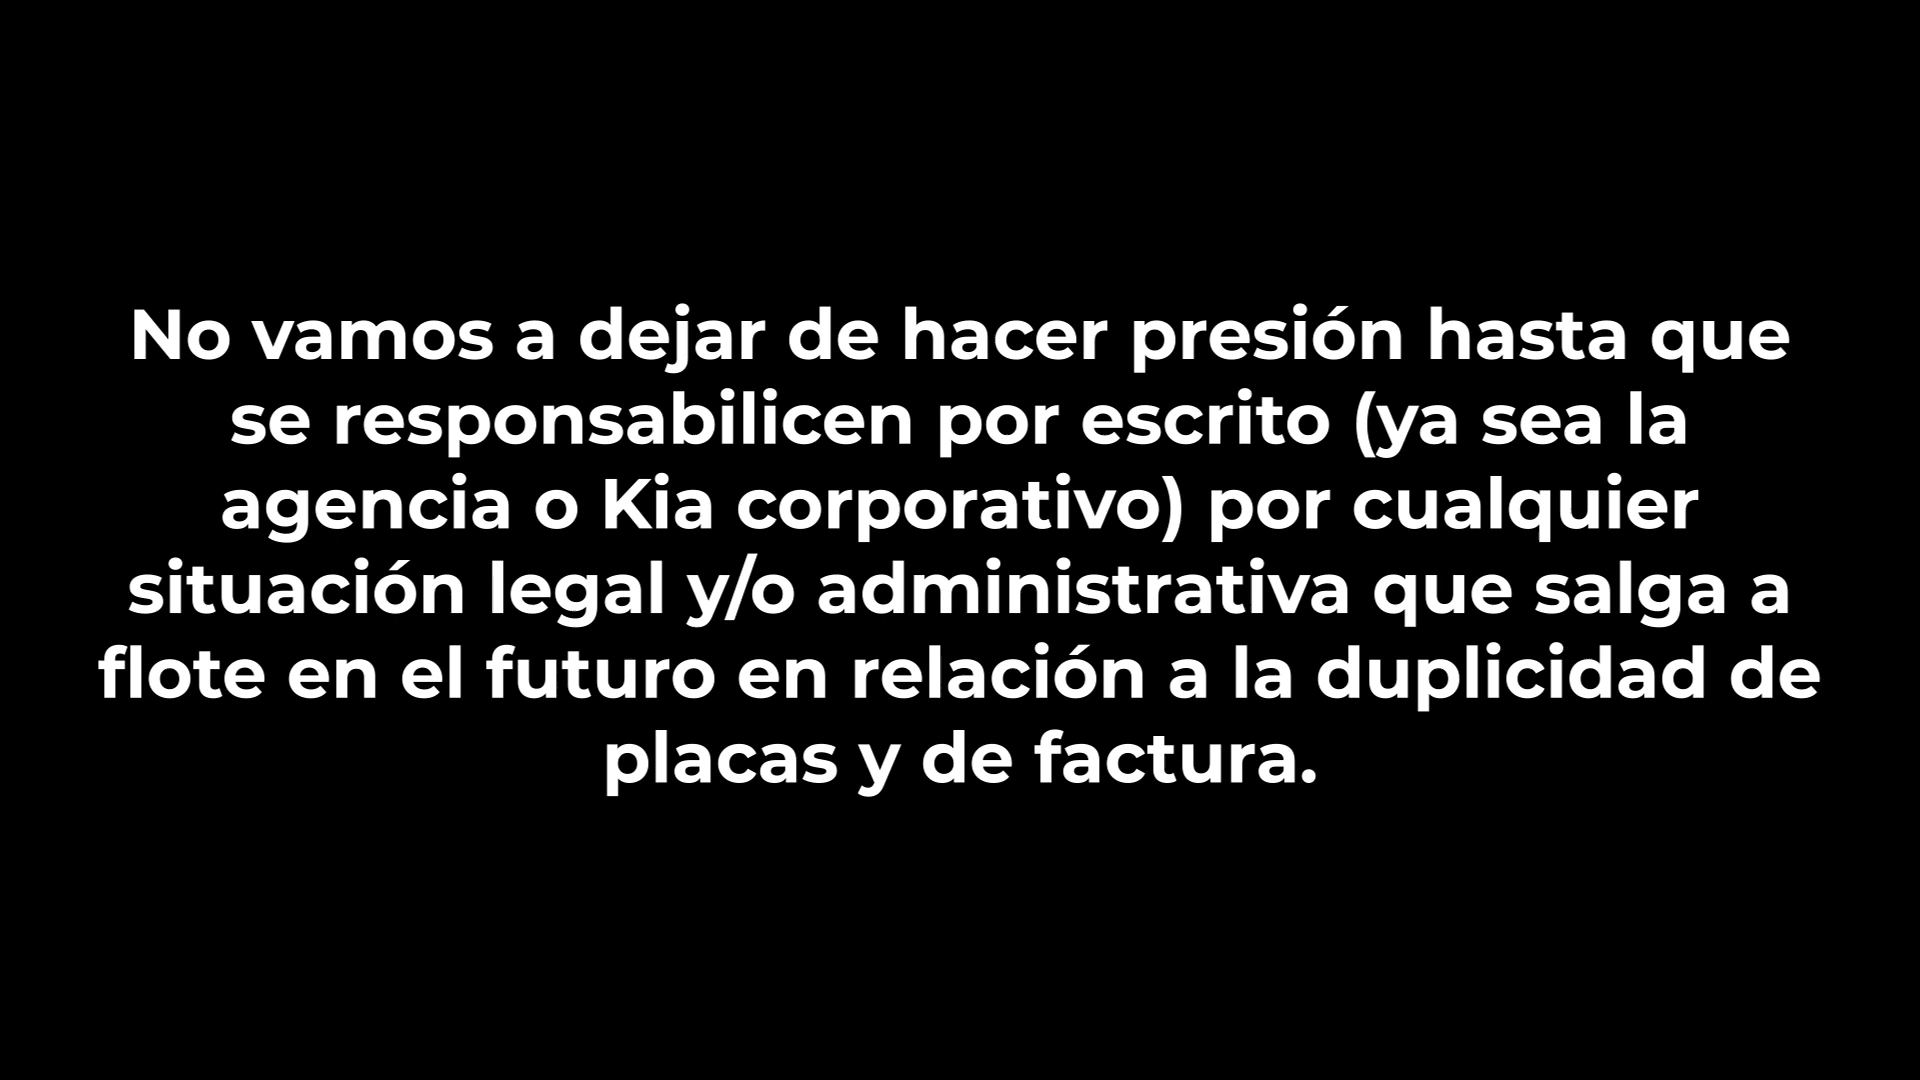 No vamos a dejar de hacer presión hasta que
se responsabilicen por escrito (ya sea la
agencia o Kia corporativo) por cualquier
situación legal y/o administrativa que salga a
flote en el futuro en relación a la duplicidad de
placas y de factura.